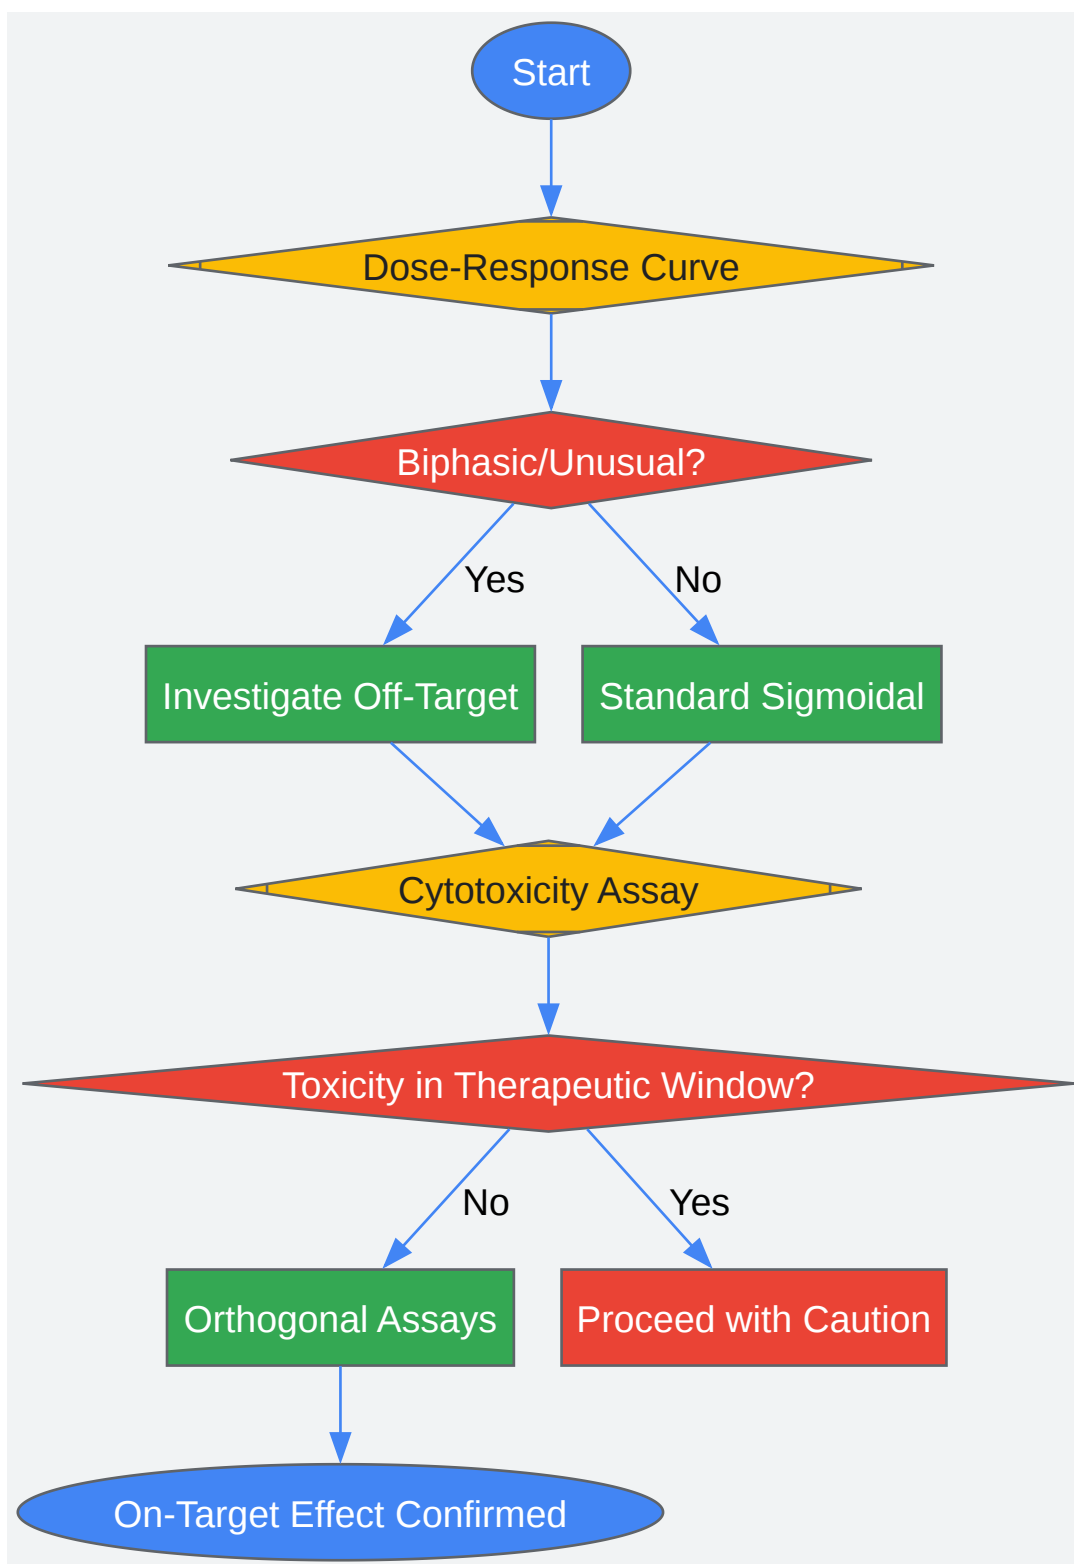 Start
Dose-Response Curve
Biphasic/Unusual?
Yes
No
Investigate Off-Target
Standard Sigmoidal
Cytotoxicity Assay
Toxicity in Therapeutic Window?
No
Yes
Orthogonal Assays
Proceed with Caution
On-Target Effect Confirmed